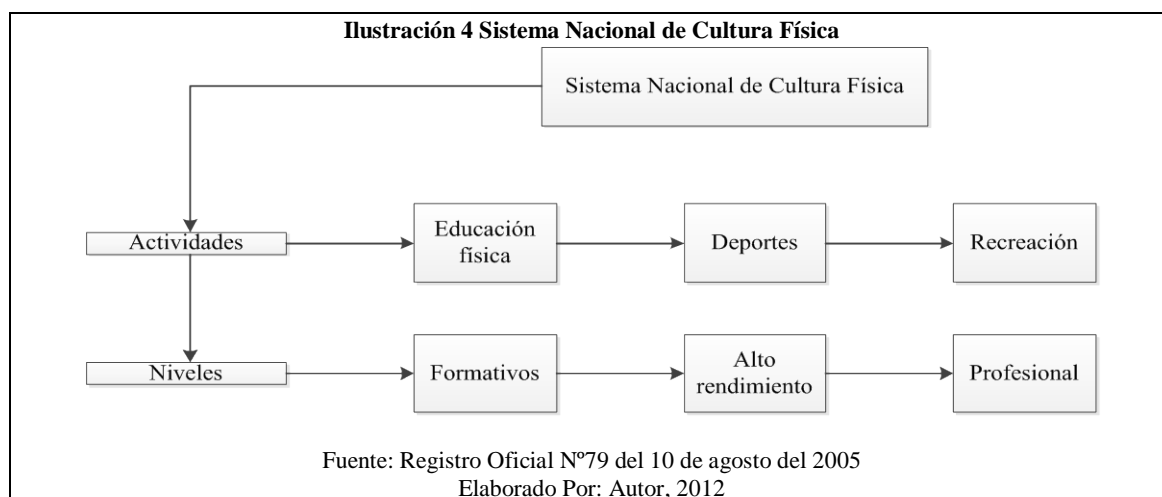 Ilustración 4 Sistema Nacional de Cultura Física
Sistema Nacional de Cultura Física
Actividades
Educación
física
Deportes
Recreación
Niveles
Formativos
Alto
rendimiento
Profesional
Fuente: Registro Oficial Nº79 del 10 de agosto del 2005
Elaborado Por: Autor, 2012